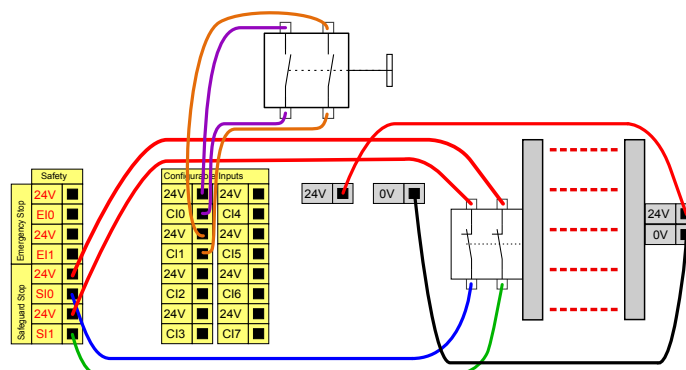 Safety
Emergency Stop
24V
EI0
24V
EI1
Safeguard Stop
24V
SI0
24V
SI1
Configurable Inputs
24V
24V
CI0
CI4
24V
24V
CI1
CI5
24V
24V
CI2
CI6
24V
24V
CI3
CI7
24V
0V
24V
0V